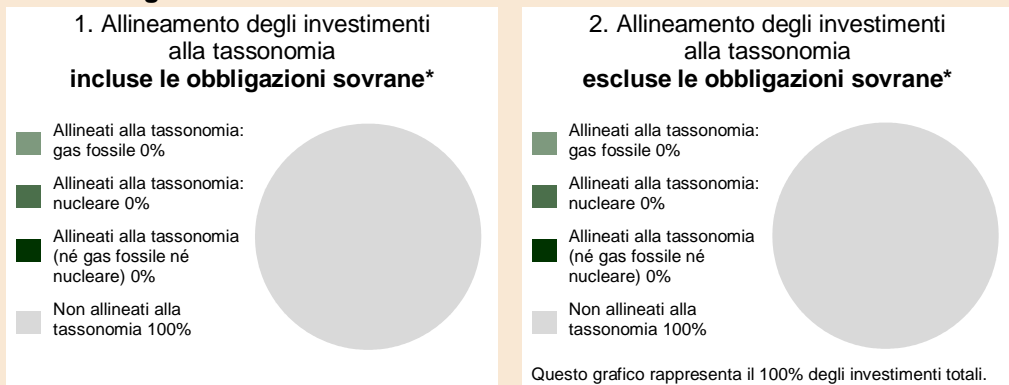 1. Allineamento degli investimenti
alla tassonomia
incluse le obbligazioni sovrane*
Allineati alla tassonomia:
gas fossile 0%
Allineati alla tassonomia:
nucleare 0%
Allineati alla tassonomia
(né gas fossile né
nucleare) 0%
Non allineati alla
tassonomia 100%
2. Allineamento degli investimenti
alla tassonomia
escluse le obbligazioni sovrane*
Allineati alla tassonomia:
gas fossile 0%
Allineati alla tassonomia:
nucleare 0%
Allineati alla tassonomia
(né gas fossile né
nucleare) 0%
Non allineati alla
tassonomia 100%
Questo grafico rappresenta il 100% degli investimenti totali.